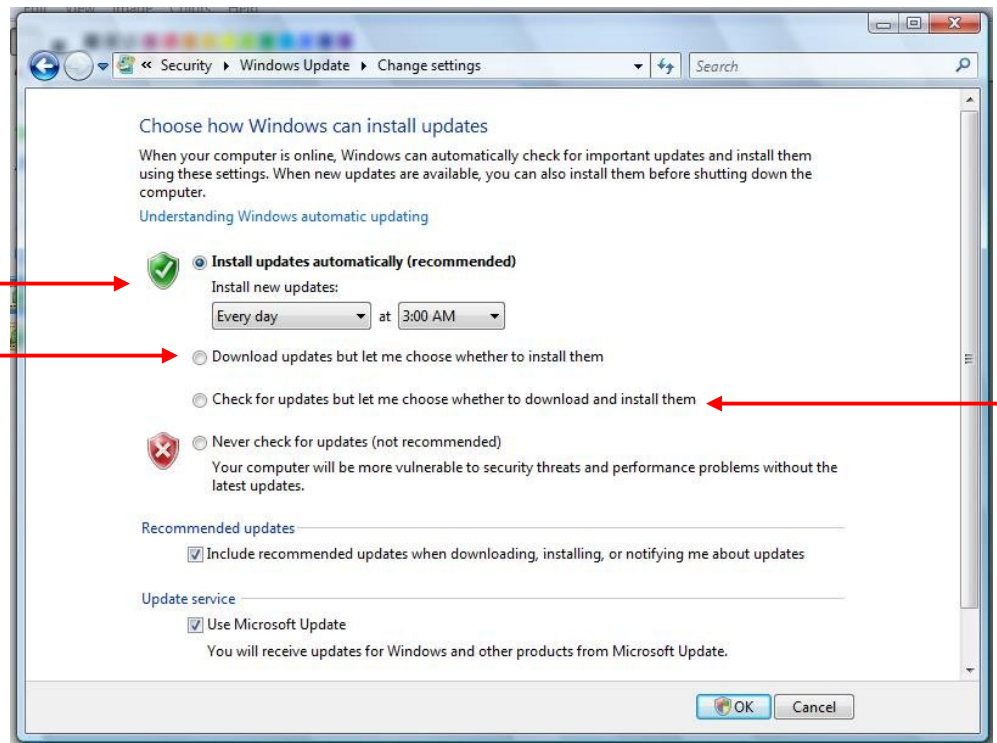 Edit View Image Colors Help
« Security ▸ Windows Update ▸ Change settings
Search
Choose how Windows can install updates
When your computer is online, Windows can automatically check for important updates and install them
using these settings. When new updates are available, you can also install them before shutting down the
computer.
Understanding Windows automatic updating
Install updates automatically (recommended)
Install new updates:
Every day at 3:00 AM
Download updates but let me choose whether to install them
Check for updates but let me choose whether to download and install them
Never check for updates (not recommended)
Your computer will be more vulnerable to security threats and performance problems without the
latest updates.
Recommended updates
Include recommended updates when downloading, installing, or notifying me about updates
Update service
Use Microsoft Update
You will receive updates for Windows and other products from Microsoft Update.
OK Cancel